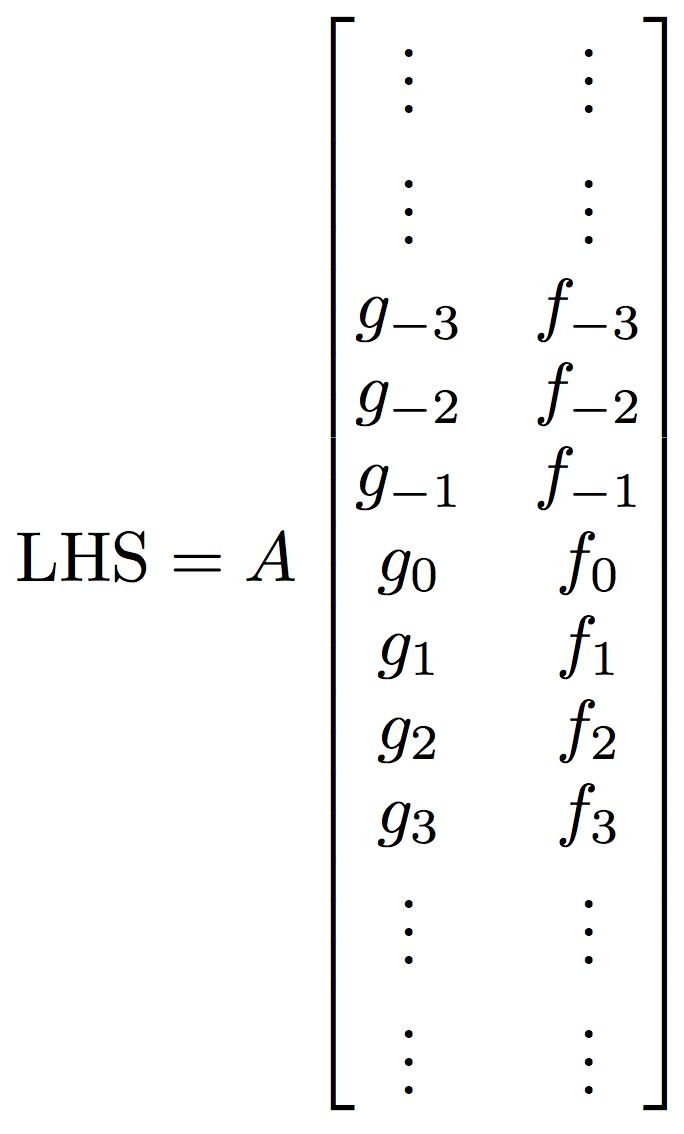 ⋮ ⋮
⋮ ⋮
g₋₃ f₋₃
g₋₂ f₋₂
g₋₁ f₋₁
LHS = A g₀ f₀
g₁ f₁
g₂ f₂
g₃ f₃
⋮ ⋮
⋮ ⋮